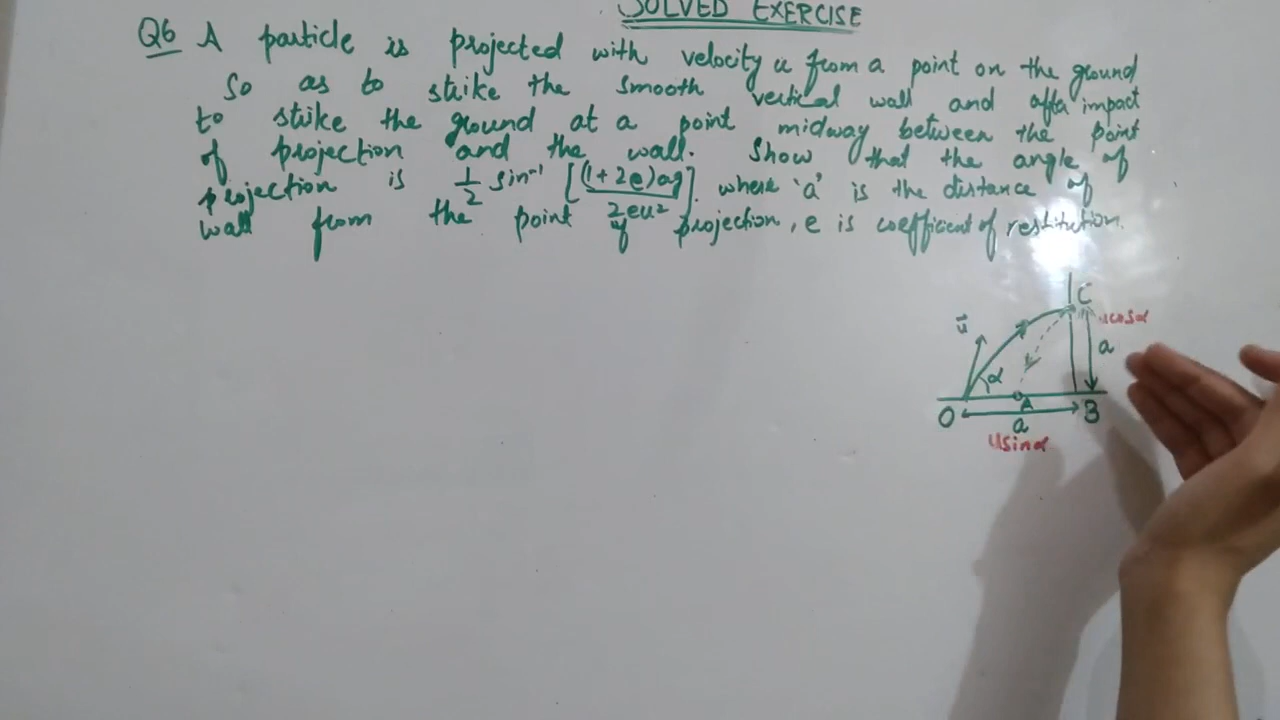 SOLVED EXERCISE
Q6 A particle is projected with velocity u from a point on the ground
so as to strike the smooth vertical wall and after impact
to strike the ground at a point midway between the point
of projection and the wall. Show that the angle of
projection is 1/2 sin⁻¹ [(1+2e)ag / 2eu²] where 'a' is the distance of
wall from the point of projection, e is coefficient of restitution.
C
u⃗
ucosα
a
α
O
A
B
a
usinα